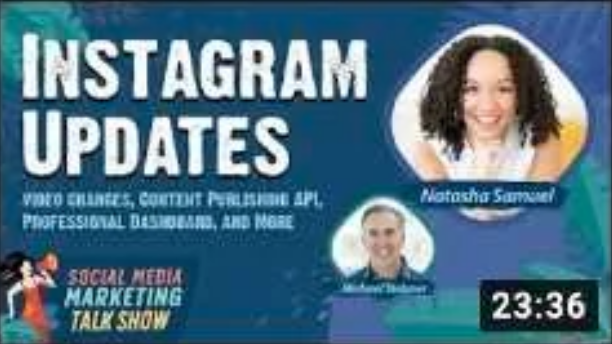 INSTAGRAM
UPDATES
VIDEO CHANGES, CONTENT PUBLISHING API,
PROFESSIONAL DASHBOARD, AND MORE
Natasha Samuel
Michael
SOCIAL MEDIA
MARKETING
TALK SHOW
23:36